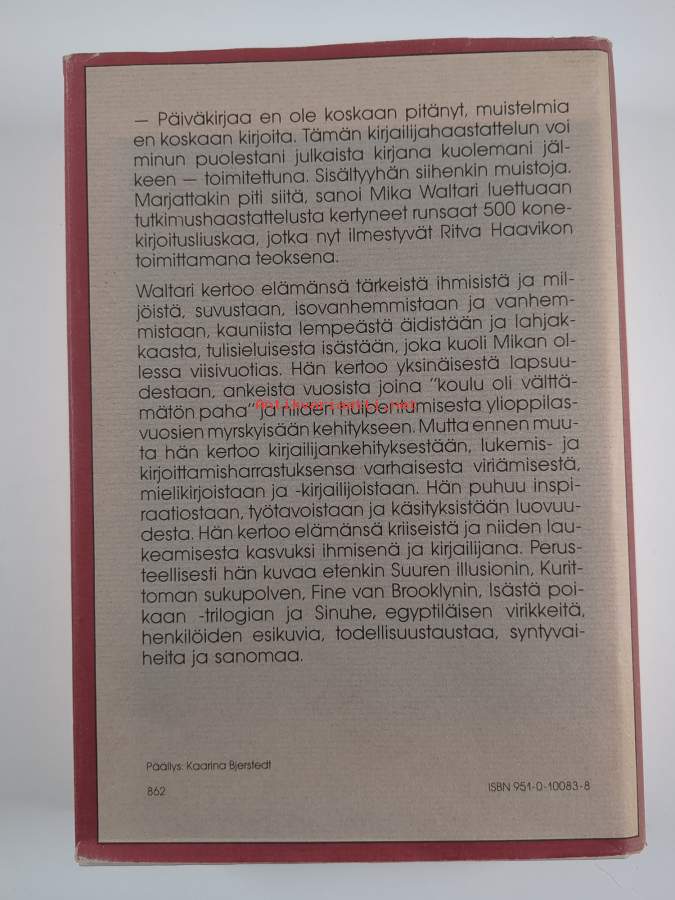 — Päiväkirjaa en ole koskaan pitänyt, muistelmia
en koskaan kirjoita. Tämän kirjailijahaastattelun voi
minun puolestani julkaista kirjana kuolemani jäl-
keen — toimitettuna. Sisältyyhän siihenkin muistoja.
Marjattakin piti siitä, sanoi Mika Waltari luettuaan
tutkimushaastattelusta kertyneet runsaat 500 kone-
kirjoitusliuskaa, jotka nyt ilmestyvät Ritva Haavikon
toimittamana teoksena.
Waltari kertoo elämänsä tärkeistä ihmisistä ja mil-
jöistä, suvustaan, isovanhemmistaan ja vanhem-
mistaan, kauniista lempeästä äidistään ja lahjak-
kaasta, tulisieluisesta isästään, joka kuoli Mikan ol-
lessa viisivuotias. Hän kertoo yksinäisestä lapsuu-
destaan, ankeista vuosista joina "koulu oli välttä-
mätön paha" ja niiden huipentumisesta ylioppilas-
Antikvariaatti.net
vuosien myrskyisään kehitykseen. Mutta ennen muu-
ta hän kertoo kirjailijankehityksestään, lukemis- ja
kirjoittamisharrastuksensa varhaisesta viriämisestä,
mielikirjoistaan ja -kirjailijoistaan. Hän puhuu inspi-
raatiostaan, työtavoistaan ja käsityksistään luovuu-
desta. Hän kertoo elämänsä kriiseistä ja niiden lau-
keamisesta kasvuksi ihmisenä ja kirjailijana. Perus-
teellisesti hän kuvaa etenkin Suuren illusionin, Kurit-
toman sukupolven, Fine van Brooklynin, Isästä poi-
kaan -trilogian ja Sinuhe, egyptiläisen virikkeitä,
henkilöiden esikuvia, todellisuustaustaa, syntyvai-
heita ja sanomaa.
Päällys: Kaarina Bjerstedt
862
ISBN 951-0-10083-8